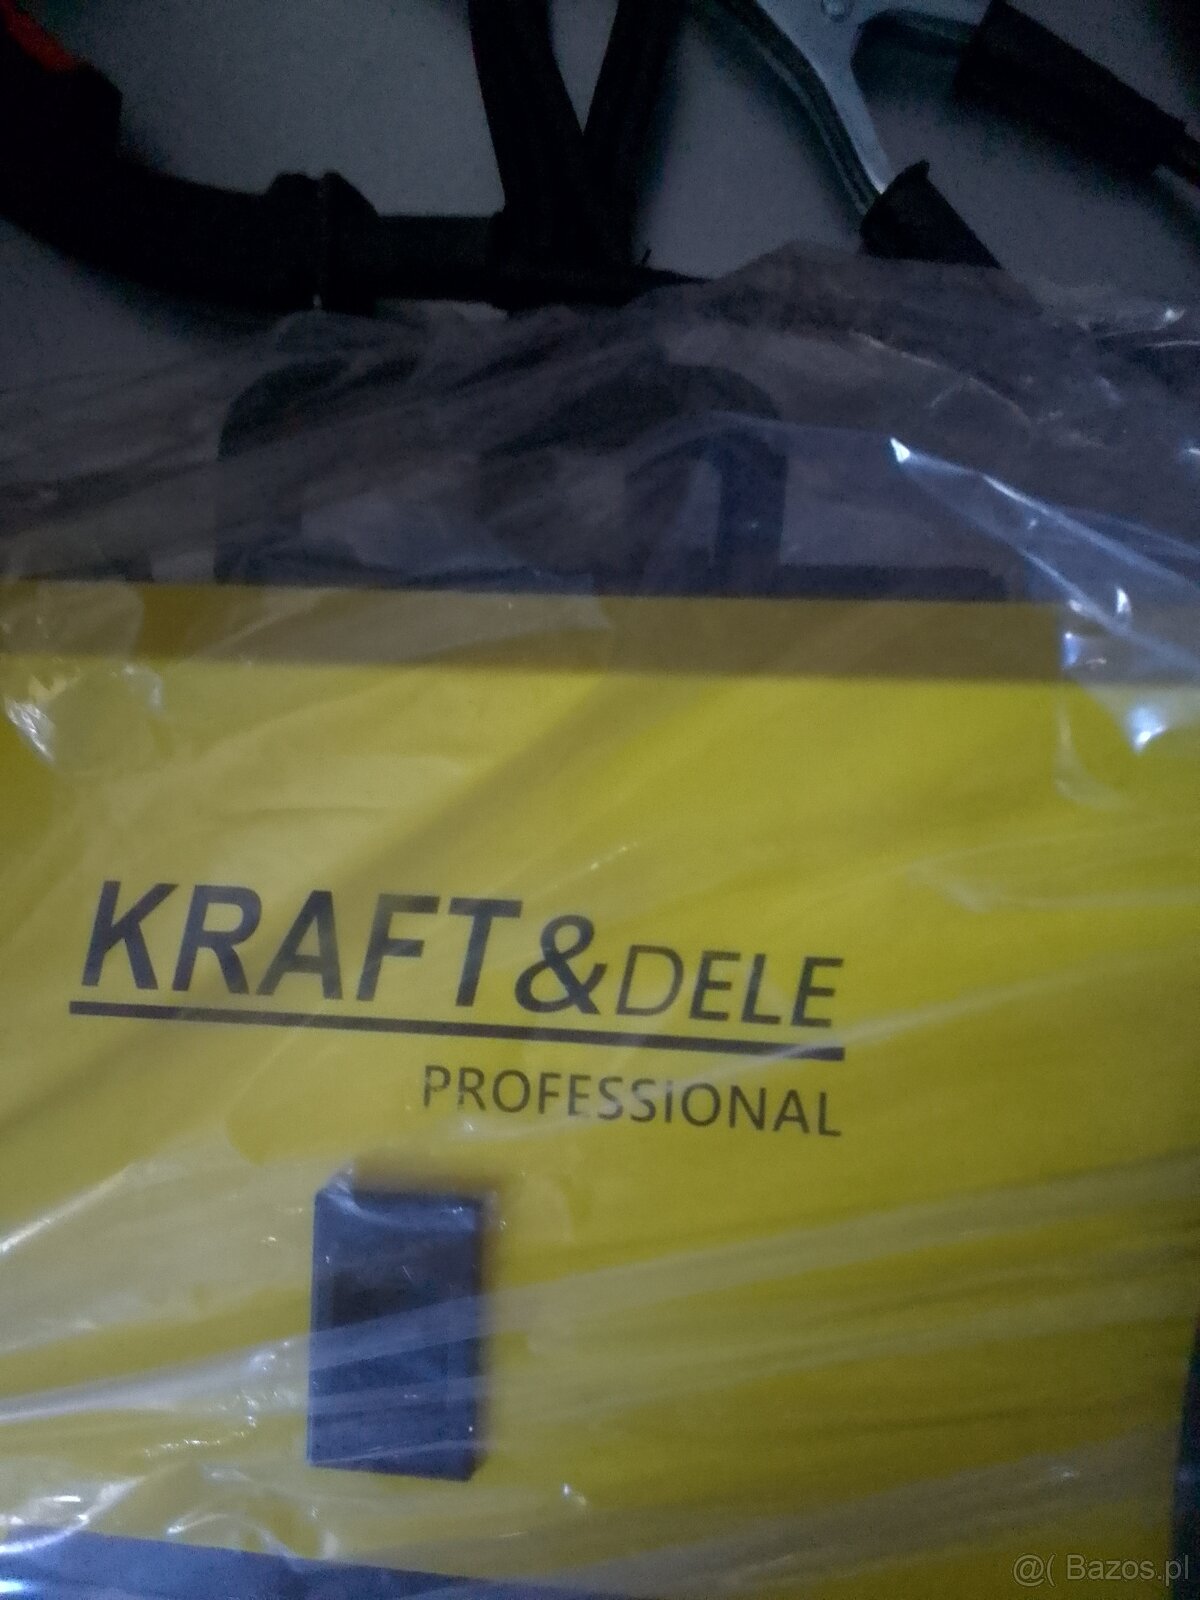 KRAFT&DELE
PROFESSIONAL
@( Bazos.pl